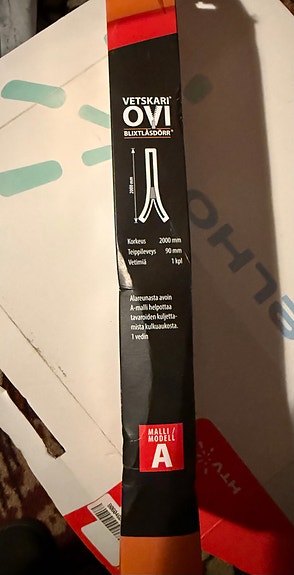 VETSKARI®
OVI
BLIXTLÅSDÖRR®
2000 mm
Korkeus 2000 mm
Teippileveys 90 mm
Vetimiä 1 kpl
Alareunasta avoin
A-malli helpottaa
tavaroiden kuljetta-
mista kulkuaukosta.
1 vedin
MALLI /
MODELL
A
HTV